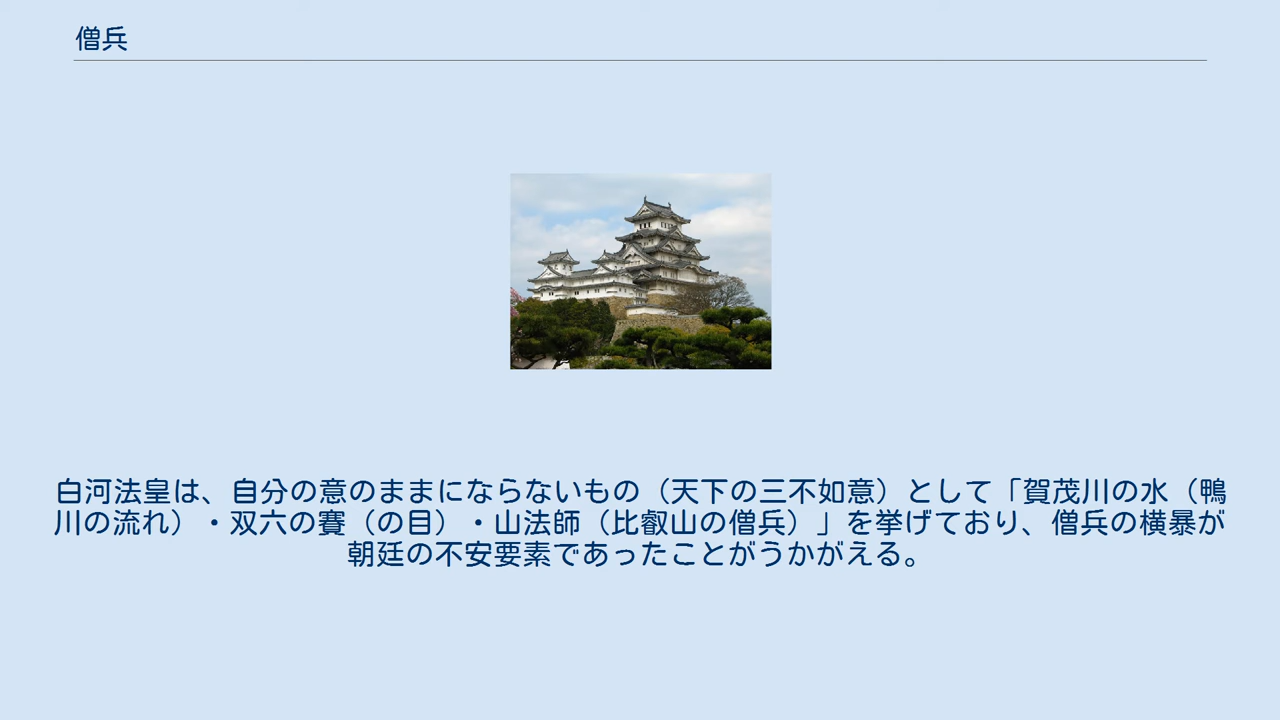 僧兵
白河法皇は、自分の意のままにならないもの（天下の三不如意）として「賀茂川の水（鴨
川の流れ）・双六の賽（の目）・山法師（比叡山の僧兵）」を挙げており、僧兵の横暴が
朝廷の不安要素であったことがうかがえる。